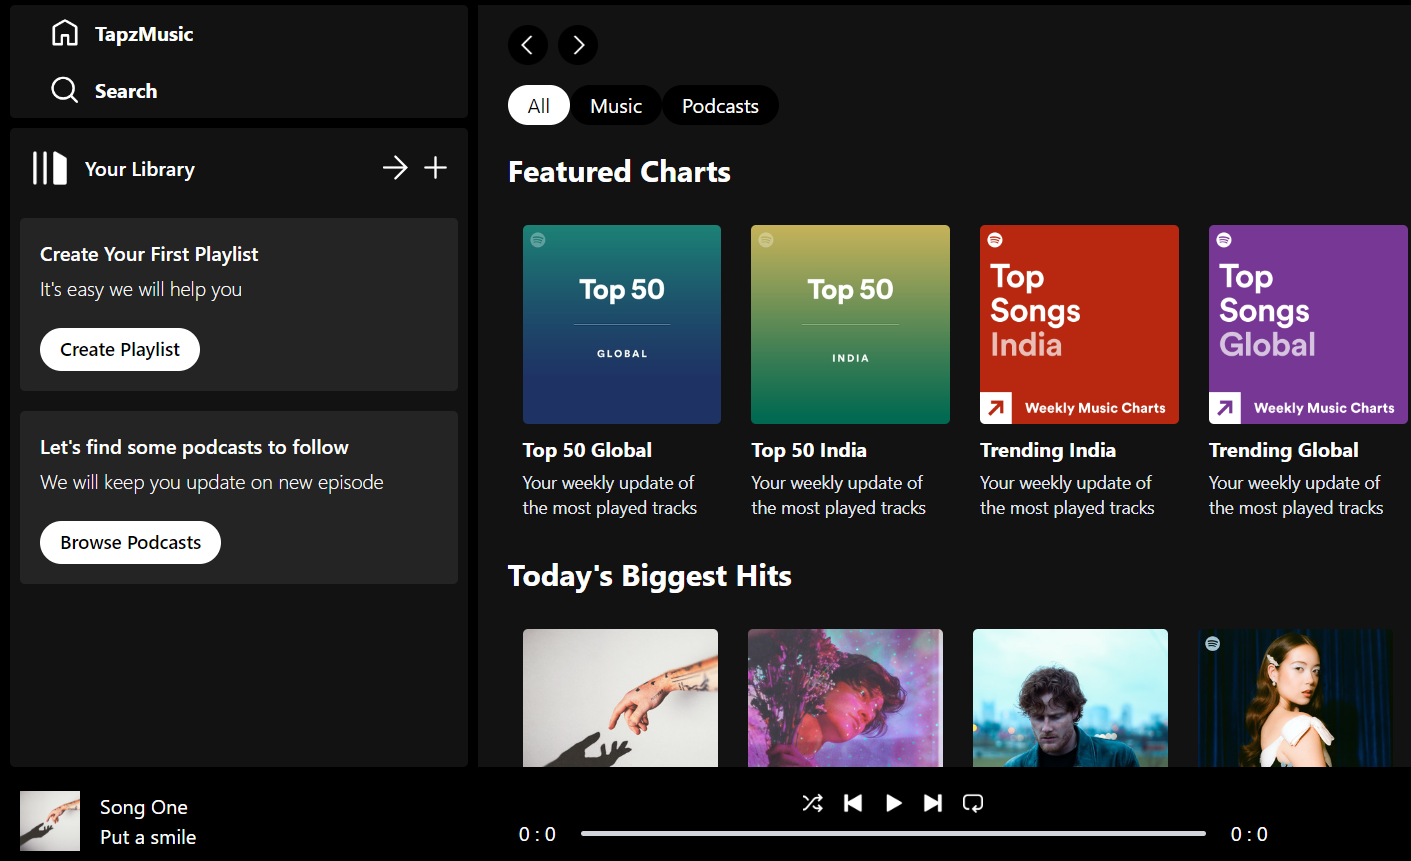 TapzMusic
Search
Your Library
Create Your First Playlist
It's easy we will help you
Create Playlist
Let's find some podcasts to follow
We will keep you update on new episode
Browse Podcasts
All
Music
Podcasts
Featured Charts
Top 50
GLOBAL
Top 50 Global
Your weekly update of
the most played tracks
Top 50
INDIA
Top 50 India
Your weekly update of
the most played tracks
Top
Songs
India
Weekly Music Charts
Trending India
Your weekly update of
the most played tracks
Top
Songs
Global
Weekly Music Charts
Trending Global
Your weekly update of
the most played tracks
Today's Biggest Hits
Song One
Put a smile
0 : 0
0 : 0